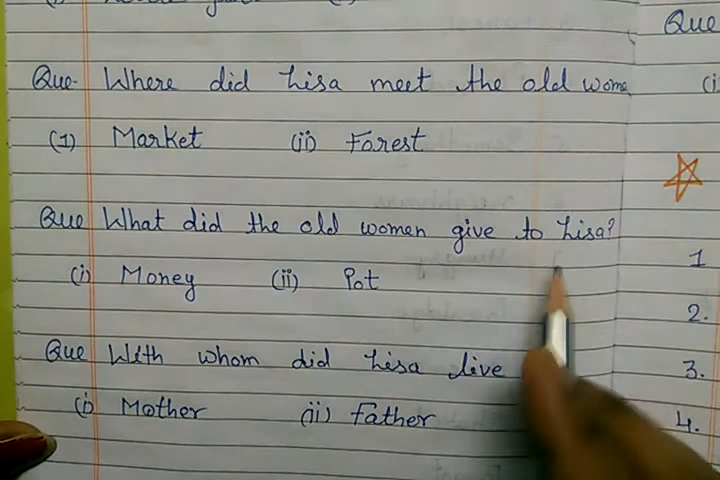 Que- Where did Lisa meet the old wome
(1) Market (ii) Forest
Que What did the old women give to Lisa?
(i) Money (ii) Pot
Que With whom did Lisa live
(i) Mother (ii) Father
Que
(i
1
2.
3.
4.